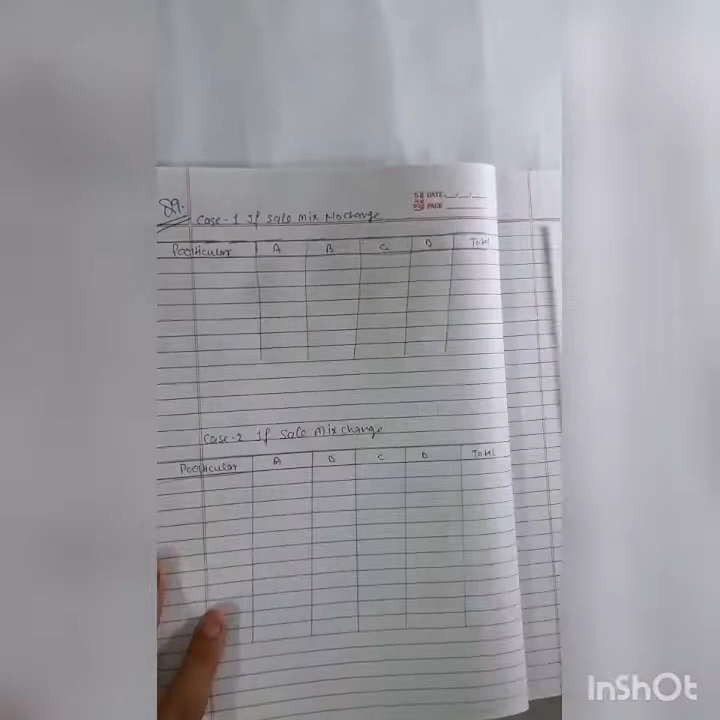 89.
DATE
PAGE
Case-1 If sale mix No change
Particular A B C D Total
Case-2 If sale Mix change
Particular A B C D Total
InShOt